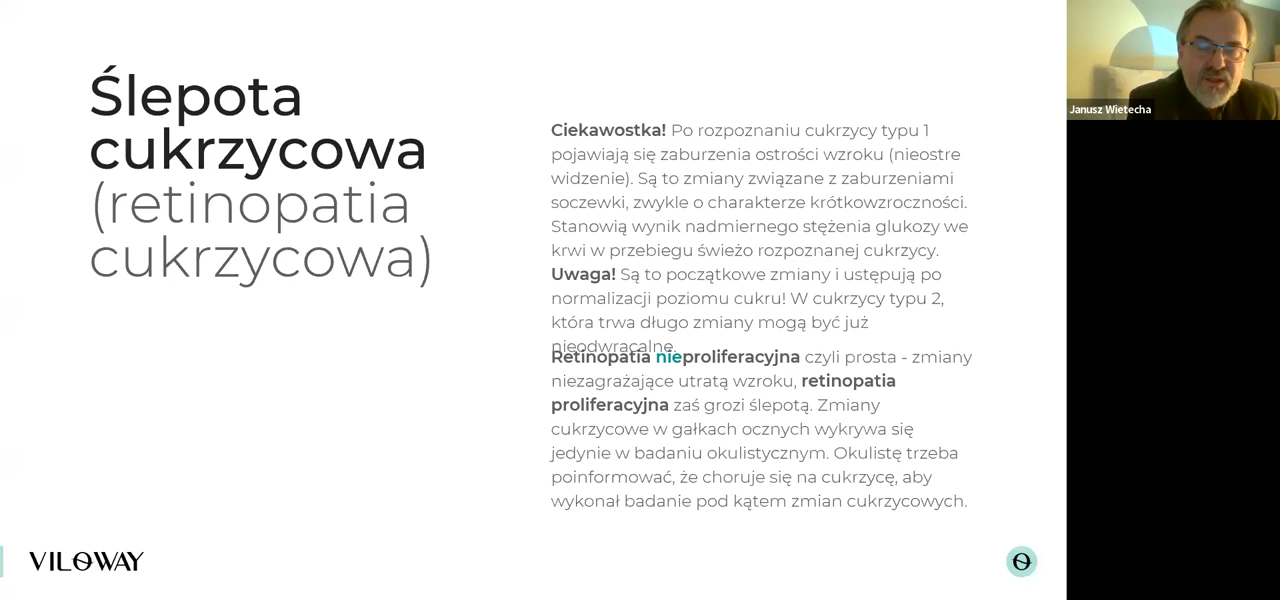 Ślepota
cukrzycowa
(retinopatia
cukrzycowa)
Ciekawostka! Po rozpoznaniu cukrzycy typu 1
pojawiają się zaburzenia ostrości wzroku (nieostre
widzenie). Są to zmiany związane z zaburzeniami
soczewki, zwykle o charakterze krótkowzroczności.
Stanowią wynik nadmiernego stężenia glukozy we
krwi w przebiegu świeżo rozpoznanej cukrzycy.
Uwaga! Są to początkowe zmiany i ustępują po
normalizacji poziomu cukru! W cukrzycy typu 2,
która trwa długo zmiany mogą być już
nieodwracalne.
Retinopatia nieproliferacyjna czyli prosta - zmiany
niezagrażające utratą wzroku, retinopatia
proliferacyjna zaś grozi ślepotą. Zmiany
cukrzycowe w gałkach ocznych wykrywa się
jedynie w badaniu okulistycznym. Okulistę trzeba
poinformować, że choruje się na cukrzycę, aby
wykonał badanie pod kątem zmian cukrzycowych.
VILOWAY
Janusz Wietecha